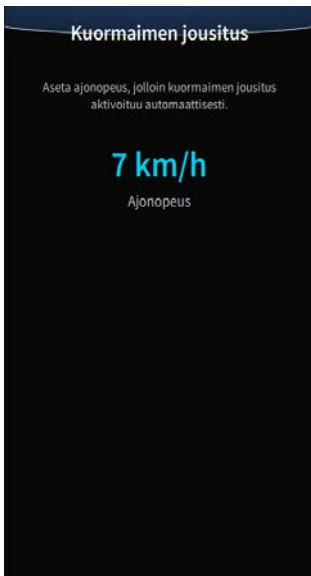 Kuormaimen jousitus
Aseta ajonopeus, jolloin kuormaimen jousitus
aktivoituu automaattisesti.
7 km/h
Ajonopeus